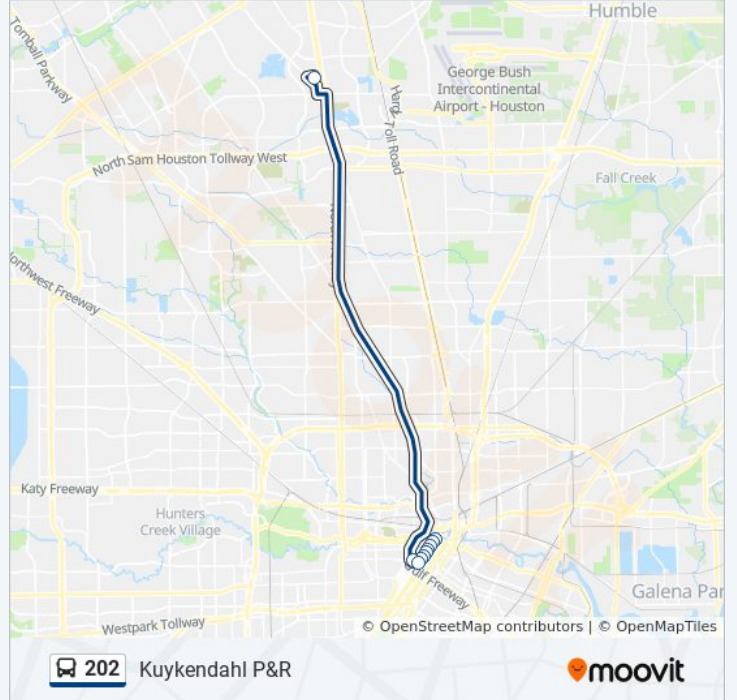 Humble
Tomball Parkway
George Bush
Intercontinental
Airport - Houston
Hardy Toll Road
North Sam Houston Tollway West
Fall Creek
orthwest Freeway
Katy Freeway
Hunters
Creek Village
Gulf Freeway
Galena Par
Westpark Tollway
© OpenStreetMap contributors | © OpenMapTiles
202 Kuykendahl P&R
moovit